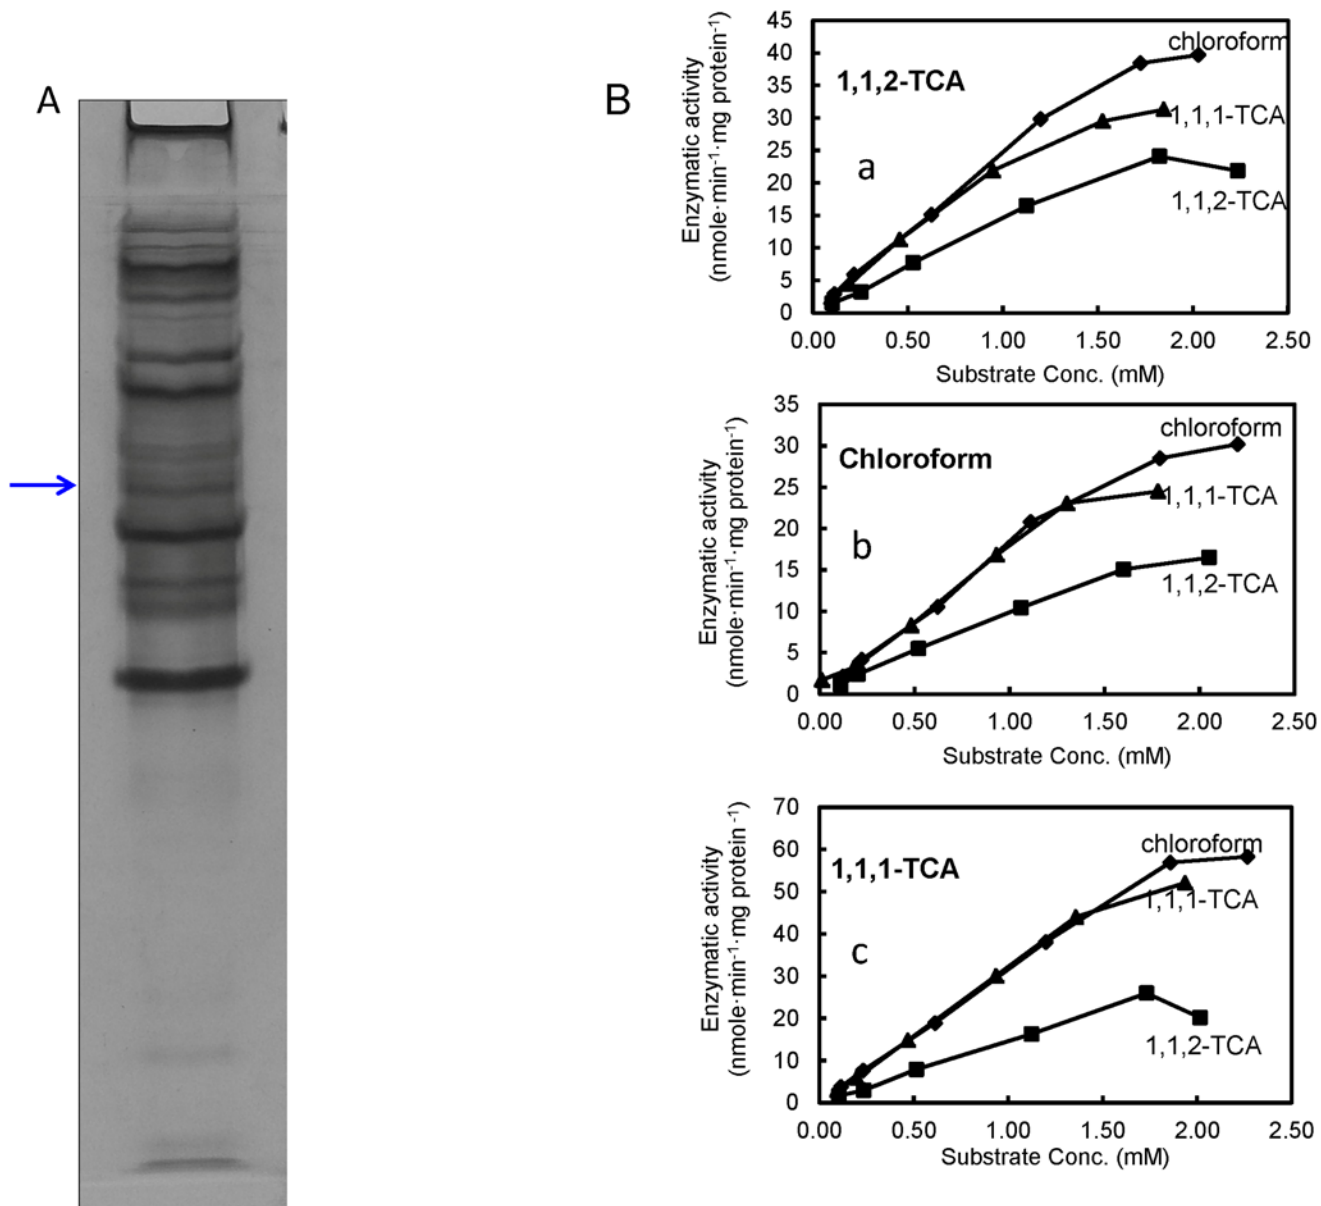 A
B
Enzymatic activity
(nmole·min⁻¹·mg protein⁻¹)
45
40
35
30
25
20
15
10
5
0
1,1,2-TCA
a
chloroform
1,1,1-TCA
1,1,2-TCA
0.00 0.50 1.00 1.50 2.00 2.50
Substrate Conc. (mM)
Enzymatic activity
(nmole·min⁻¹·mg protein⁻¹)
35
30
25
20
15
10
5
0
Chloroform
b
chloroform
1,1,1-TCA
1,1,2-TCA
0.00 0.50 1.00 1.50 2.00 2.50
Substrate Conc. (mM)
Enzymatic activity
(nmole·min⁻¹·mg protein⁻¹)
70
60
50
40
30
20
10
0
1,1,1-TCA
c
chloroform
1,1,1-TCA
1,1,2-TCA
0.00 0.50 1.00 1.50 2.00 2.50
Substrate Conc. (mM)